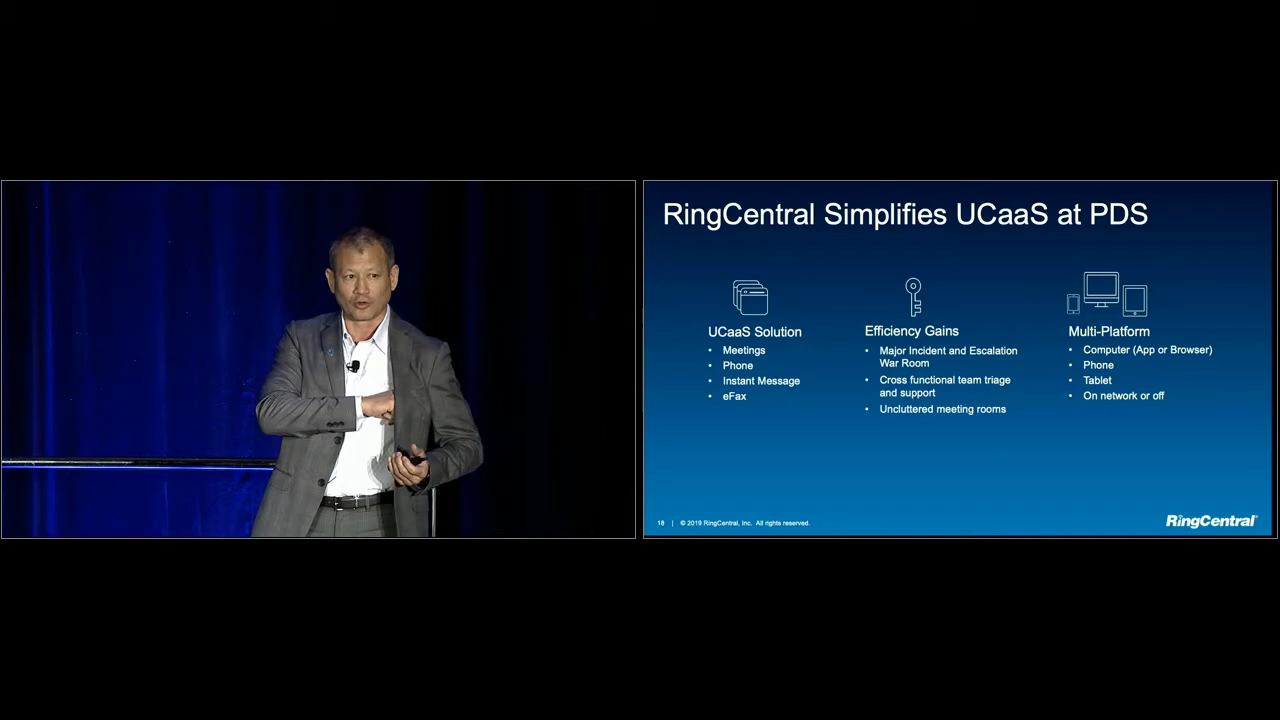 RingCentral Simplifies UCaaS at PDS
UCaaS Solution
• Meetings
• Phone
• Instant Message
• eFax
Efficiency Gains
• Major Incident and Escalation
War Room
• Cross functional team triage
and support
• Uncluttered meeting rooms
Multi-Platform
• Computer (App or Browser)
• Phone
• Tablet
• On network or off
18 | © 2019 RingCentral, Inc. All rights reserved.
RingCentral®